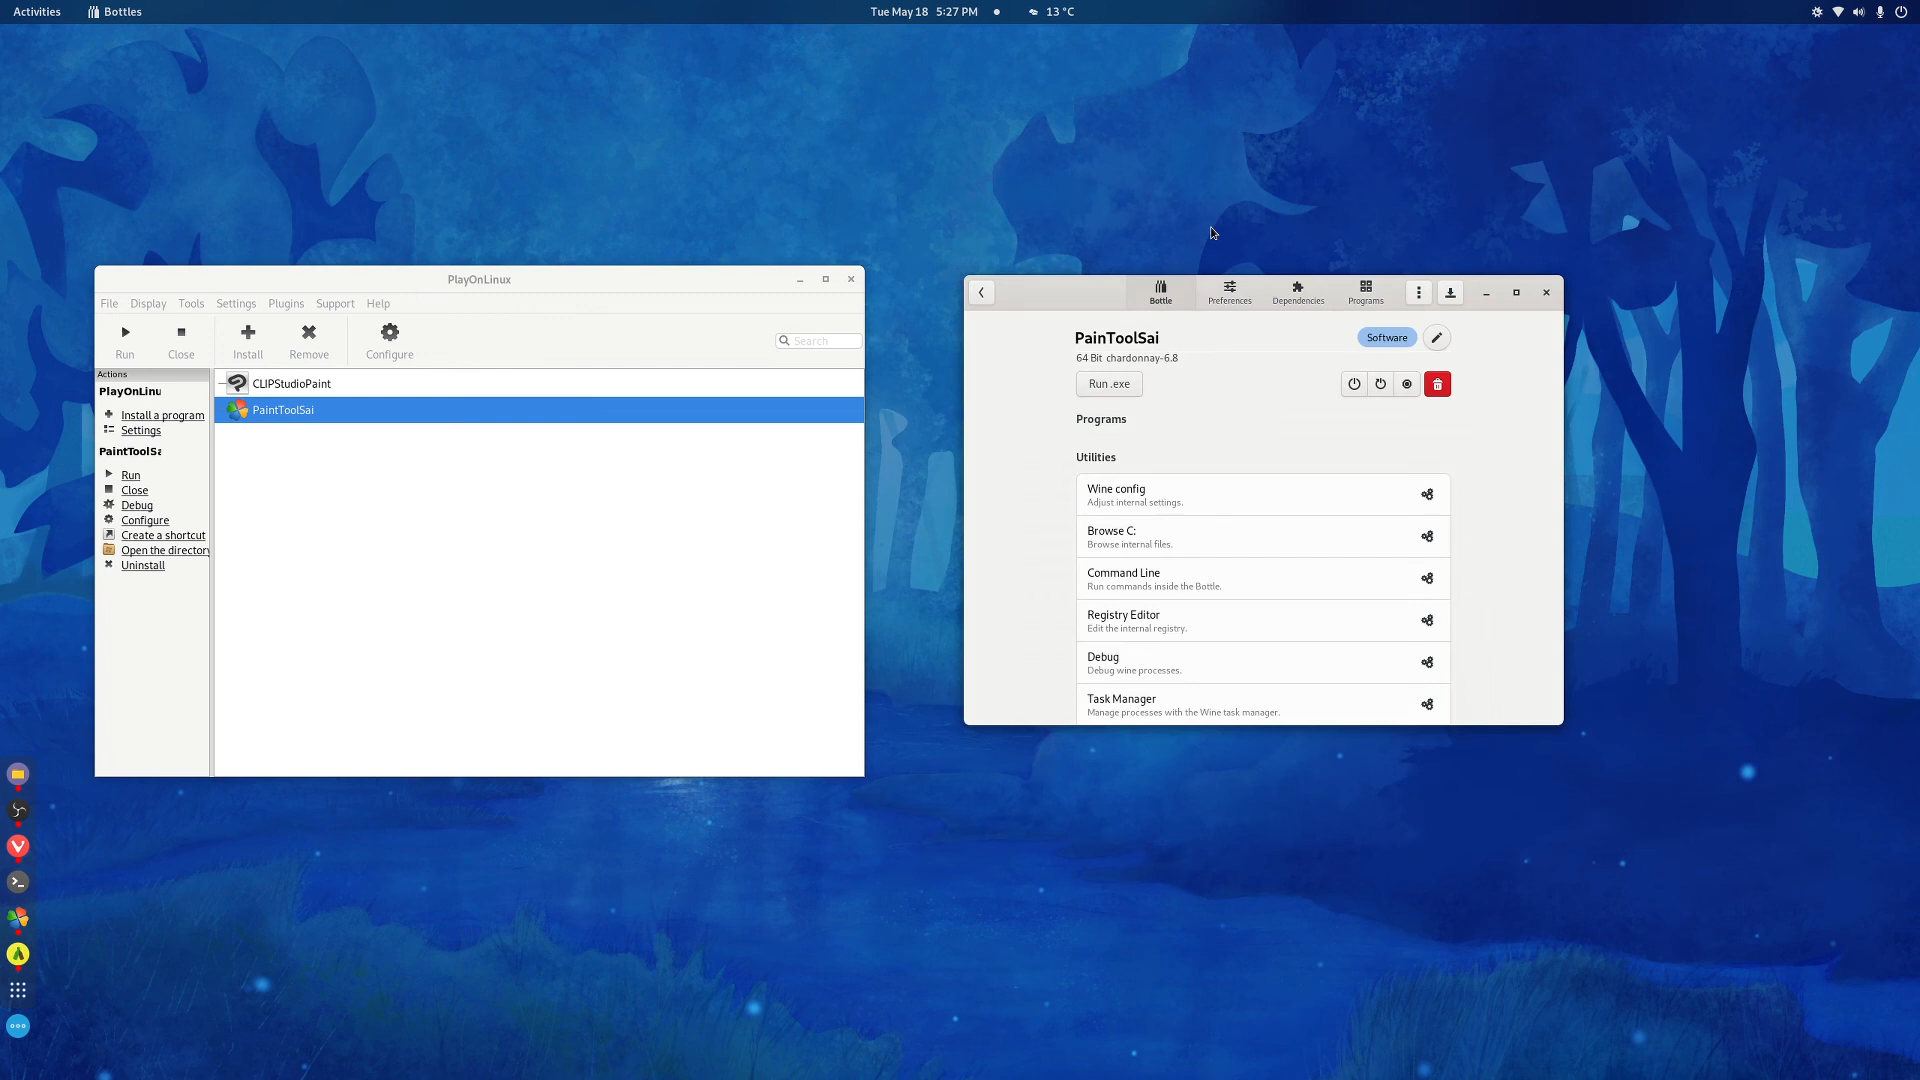 Activities
Bottles
Tue May 18 5:27 PM
13 °C
PlayOnLinux
File Display Tools Settings Plugins Support Help
Run Close Install Remove Configure
Search
Actions
PlayOnLinu
Install a program
Settings
PaintToolSa
Run
Close
Debug
Configure
Create a shortcut
Open the directory
Uninstall
CLIPStudioPaint
PaintToolSai
Bottle Preferences Dependencies Programs
PainToolSai
Software
64 Bit chardonnay-6.8
Run .exe
Programs
Utilities
Wine config
Adjust internal settings.
Browse C:
Browse internal files.
Command Line
Run commands inside the Bottle.
Registry Editor
Edit the internal registry.
Debug
Debug wine processes.
Task Manager
Manage processes with the Wine task manager.